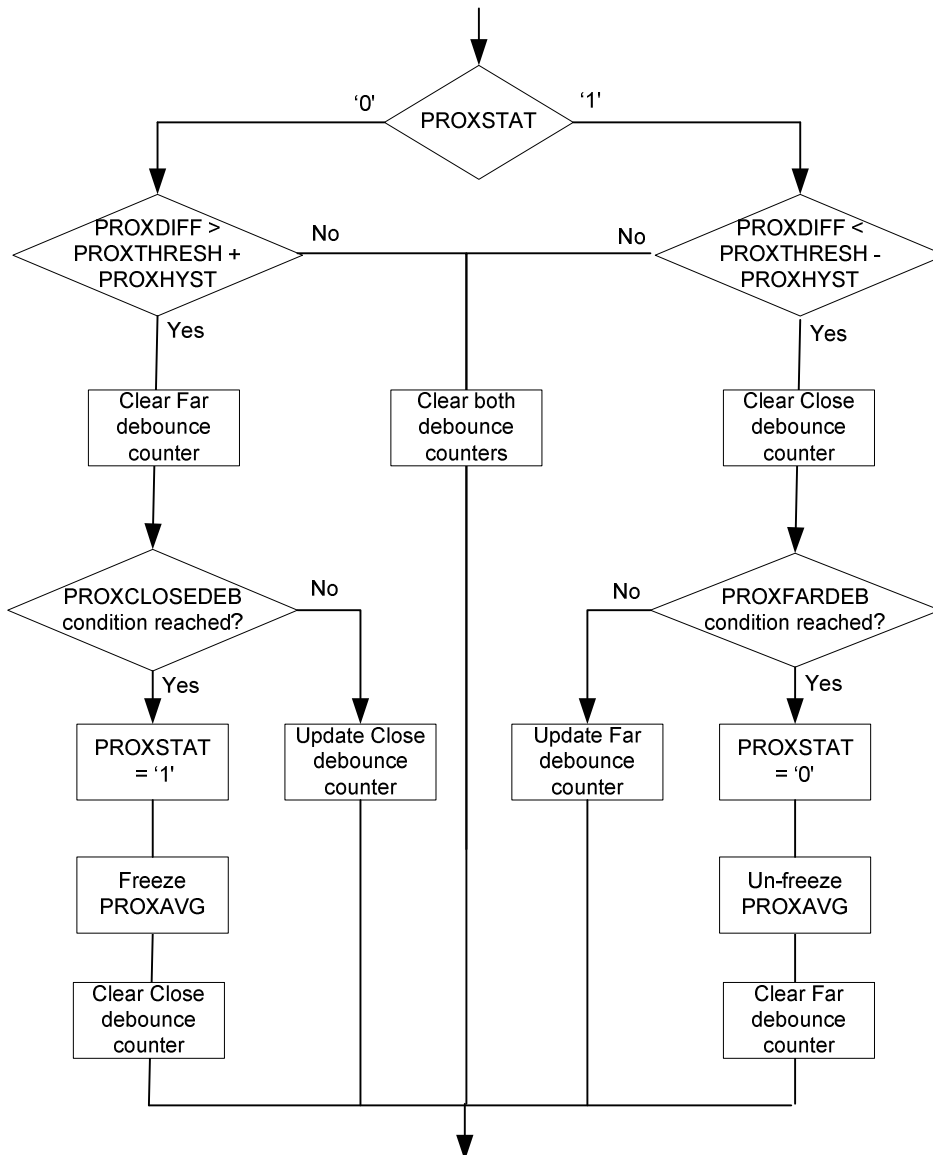 '0'
'1'
PROXSTAT
PROXDIFF >
PROXTHRESH +
PROXHYST
No
No
PROXDIFF <
PROXTHRESH -
PROXHYST
Yes
Yes
Clear Far
debounce
counter
Clear both
debounce
counters
Clear Close
debounce
counter
PROXCLOSEDEB
condition reached?
No
No
PROXFARDEB
condition reached?
Yes
Yes
PROXSTAT
= '1'
Update Close
debounce
counter
Update Far
debounce
counter
PROXSTAT
= '0'
Freeze
PROXAVG
Un-freeze
PROXAVG
Clear Close
debounce
counter
Clear Far
debounce
counter